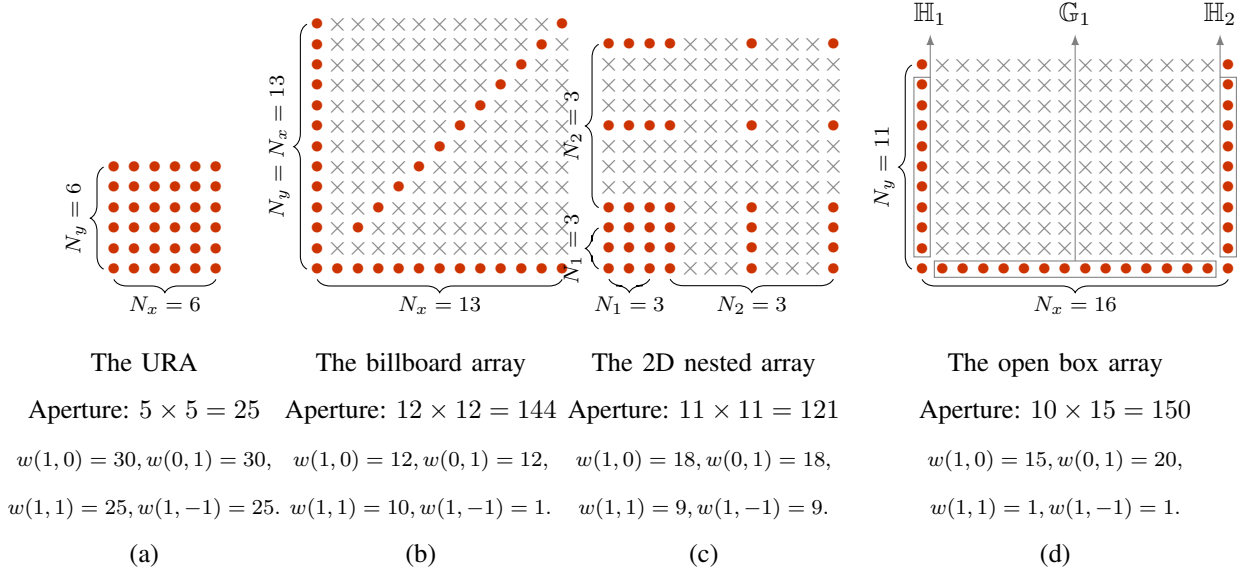 ℍ₁ 𝔾₁ ℍ₂
N_y = 6
N_x = 6
N_y = N_x = 13
N_x = 13
N_2 = 3
N_1 = 3
N_1 = 3 N_2 = 3
N_y = 11
N_x = 16
The URA
Aperture: 5 × 5 = 25
w(1, 0) = 30, w(0, 1) = 30,
w(1, 1) = 25, w(1, −1) = 25.
(a)
The billboard array
Aperture: 12 × 12 = 144
w(1, 0) = 12, w(0, 1) = 12,
w(1, 1) = 10, w(1, −1) = 1.
(b)
The 2D nested array
Aperture: 11 × 11 = 121
w(1, 0) = 18, w(0, 1) = 18,
w(1, 1) = 9, w(1, −1) = 9.
(c)
The open box array
Aperture: 10 × 15 = 150
w(1, 0) = 15, w(0, 1) = 20,
w(1, 1) = 1, w(1, −1) = 1.
(d)